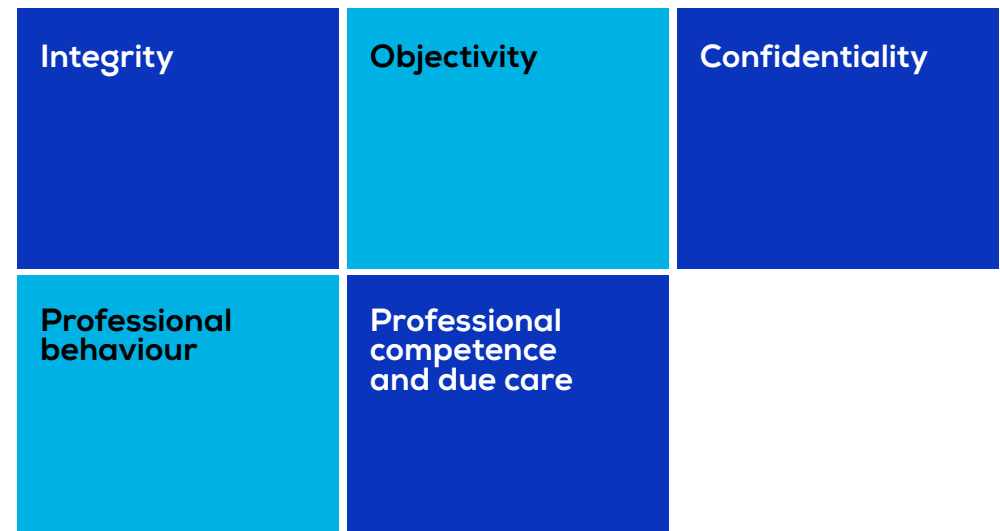 Integrity
Objectivity
Confidentiality
Professional
behaviour
Professional
competence
and due care